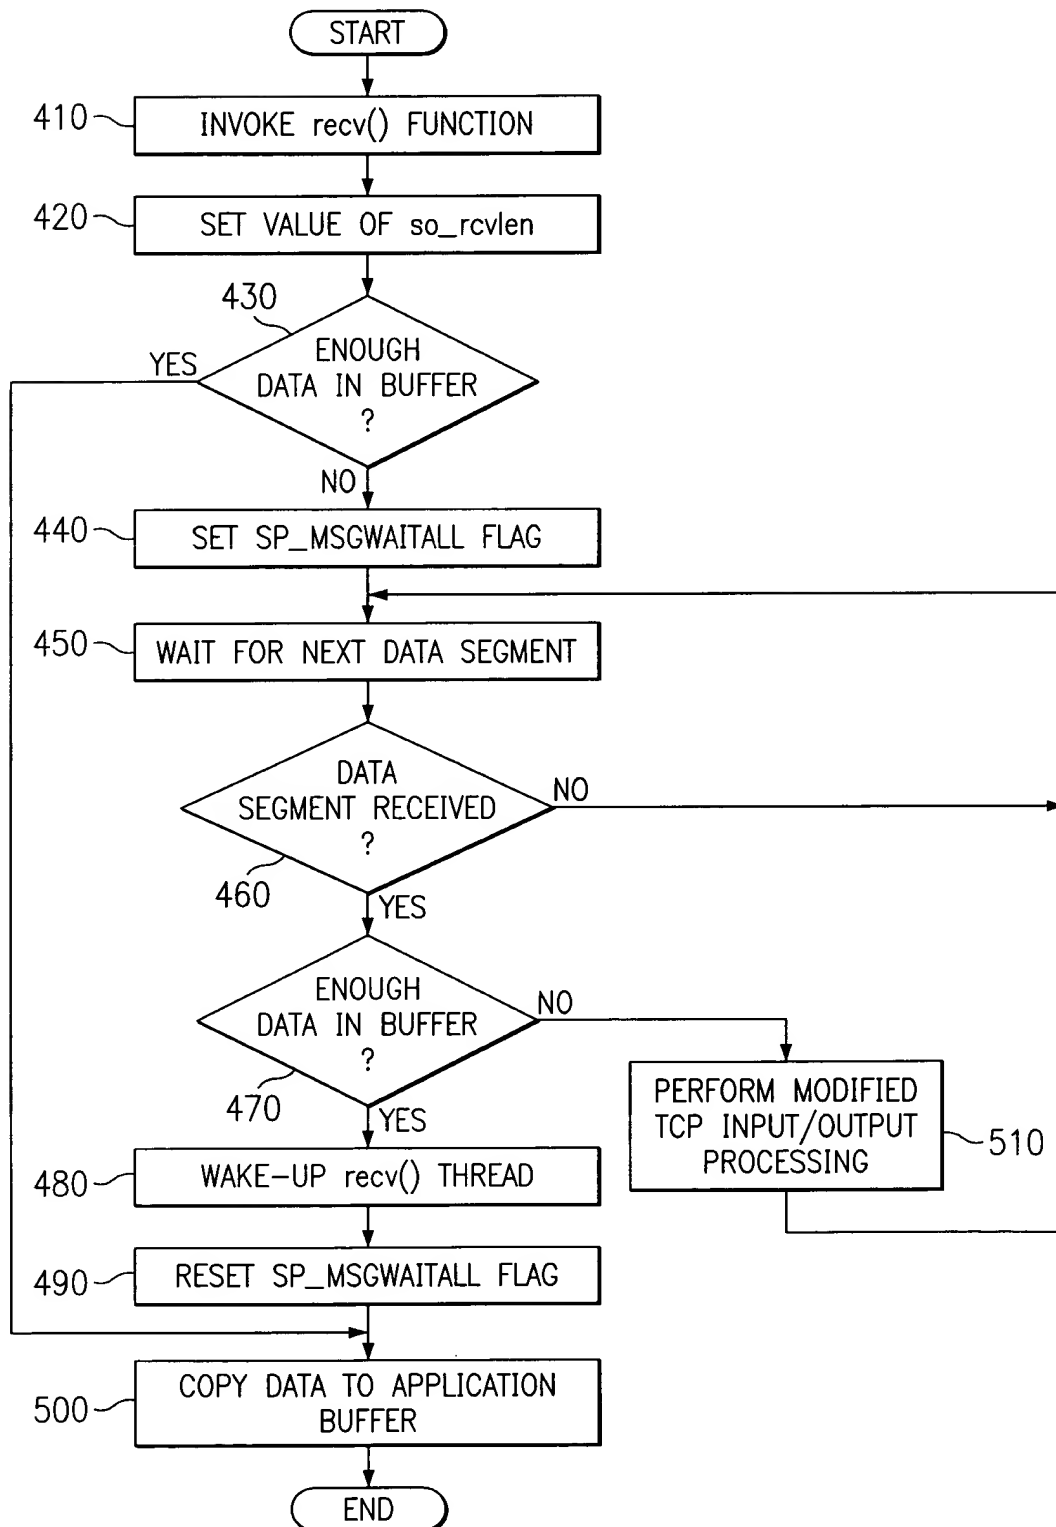 START
410
INVOKE recv() FUNCTION
420
SET VALUE OF so_rcvlen
430
YES
ENOUGH
DATA IN BUFFER
?
NO
440
SET SP_MSGWAITALL FLAG
450
WAIT FOR NEXT DATA SEGMENT
DATA
SEGMENT RECEIVED
?
NO
460
YES
ENOUGH
DATA IN BUFFER
?
NO
470
YES
PERFORM MODIFIED
TCP INPUT/OUTPUT
PROCESSING
510
480
WAKE-UP recv() THREAD
490
RESET SP_MSGWAITALL FLAG
500
COPY DATA TO APPLICATION
BUFFER
END